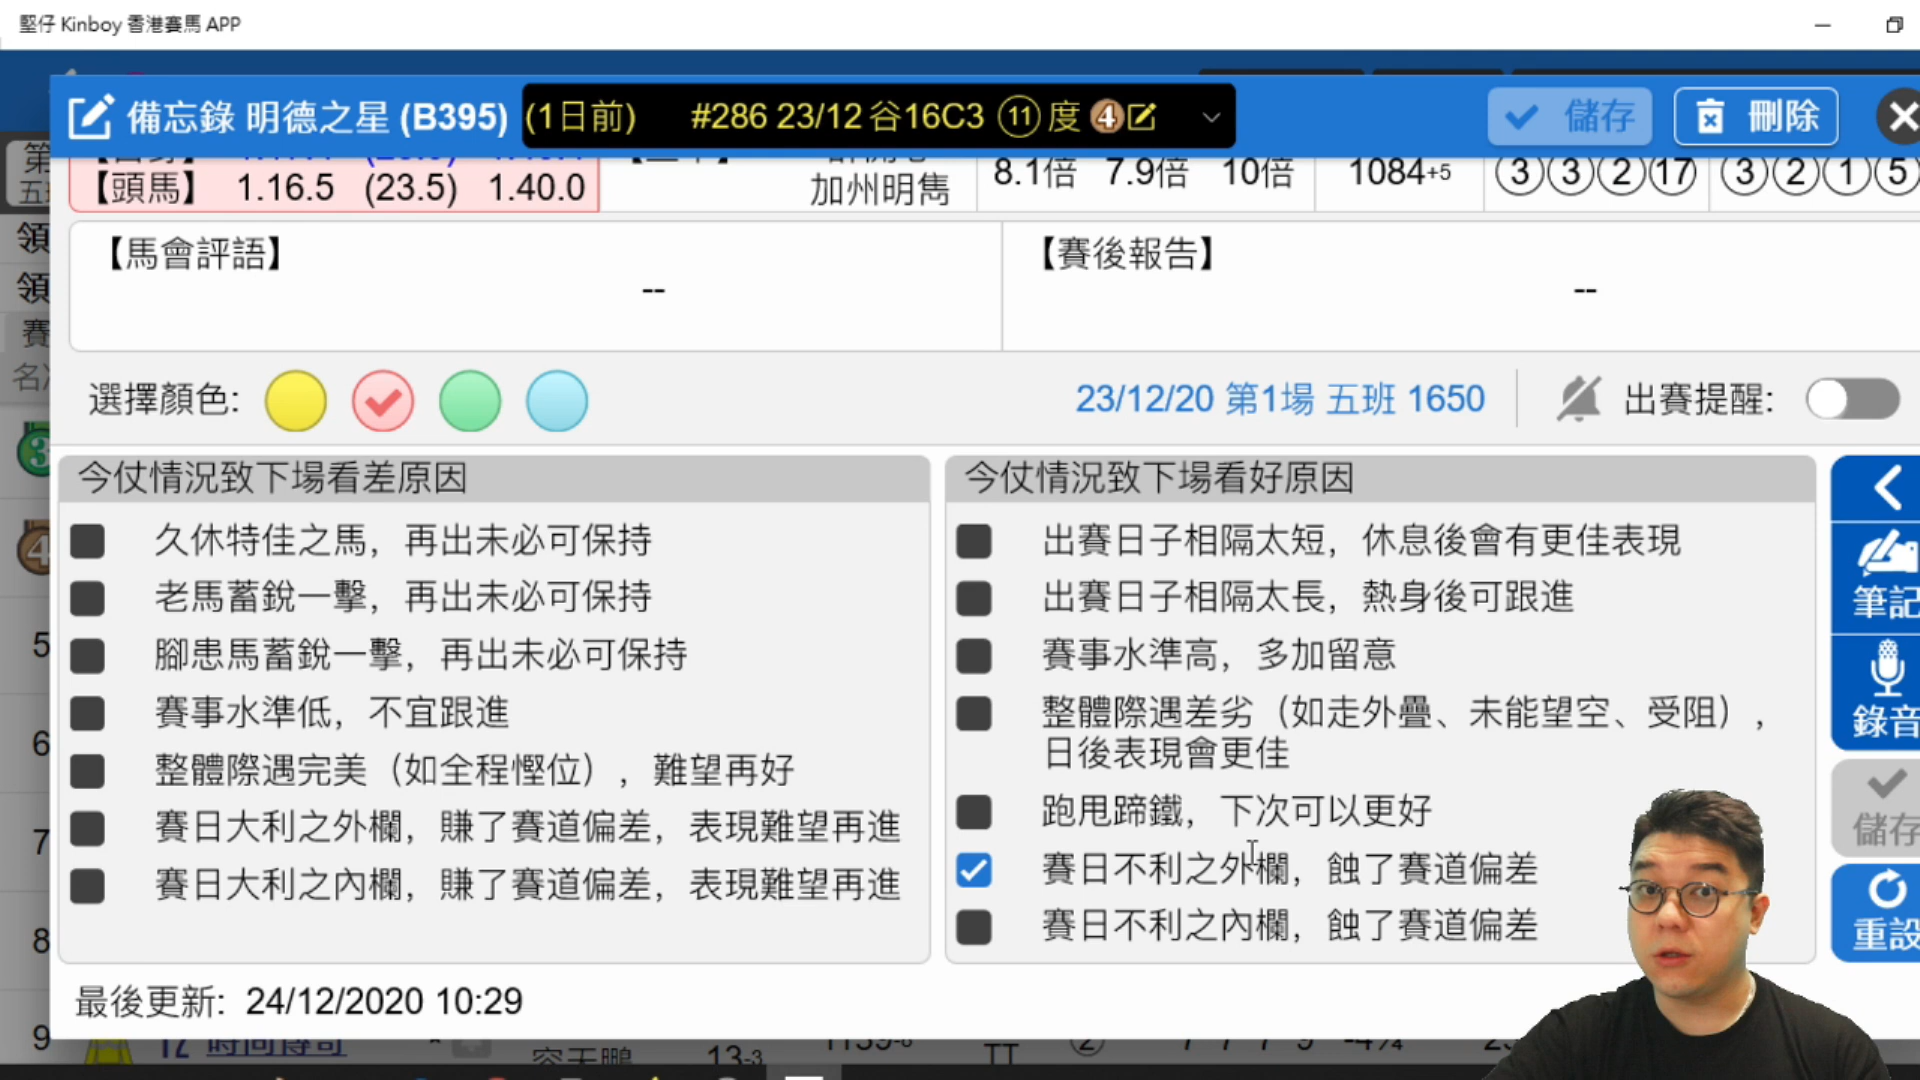 堅仔 Kinboy 香港賽馬 APP
備忘錄 明德之星 (B395) (1日前) #286 23/12 谷16C3 ⑪ 度 ④
儲存
刪除
【頭馬】 1.16.5 (23.5) 1.40.0
加州明雋
8.1倍 7.9倍 10倍
1084+5
③③②⑰
③②①⑤
【馬會評語】
--
【賽後報告】
--
選擇顏色:
23/12/20 第1場 五班 1650
出賽提醒:
今仗情況致下場看差原因
久休特佳之馬，再出未必可保持
老馬蓄銳一擊，再出未必可保持
腳患馬蓄銳一擊，再出未必可保持
賽事水準低，不宜跟進
整體際遇完美（如全程慳位），難望再好
賽日大利之外欄，賺了賽道偏差，表現難望再進
賽日大利之內欄，賺了賽道偏差，表現難望再進
今仗情況致下場看好原因
出賽日子相隔太短，休息後會有更佳表現
出賽日子相隔太長，熱身後可跟進
賽事水準高，多加留意
整體際遇差劣（如走外疊、未能望空、受阻），
日後表現會更佳
跑甩蹄鐵，下次可以更好
賽日不利之外欄，蝕了賽道偏差
賽日不利之內欄，蝕了賽道偏差
筆記
錄音
儲存
重設
最後更新: 24/12/2020 10:29
第
五
領
領
賽
名
3
4
5
6
7
8
9